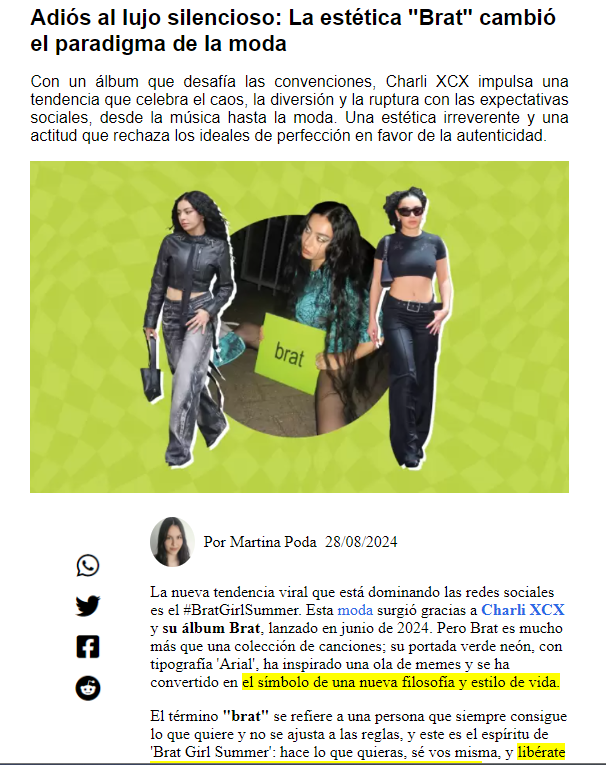 Adiós al lujo silencioso: La estética "Brat" cambió
el paradigma de la moda
Con un álbum que desafía las convenciones, Charli XCX impulsa una
tendencia que celebra el caos, la diversión y la ruptura con las expectativas
sociales, desde la música hasta la moda. Una estética irreverente y una
actitud que rechaza los ideales de perfección en favor de la autenticidad.
brat
Por Martina Poda 28/08/2024
La nueva tendencia viral que está dominando las redes sociales
es el #BratGirlSummer. Esta moda surgió gracias a Charli XCX
y su álbum Brat, lanzado en junio de 2024. Pero Brat es mucho
más que una colección de canciones; su portada verde neón, con
tipografía 'Arial', ha inspirado una ola de memes y se ha
convertido en el símbolo de una nueva filosofía y estilo de vida.
El término "brat" se refiere a una persona que siempre consigue
lo que quiere y no se ajusta a las reglas, y este es el espíritu de
'Brat Girl Summer': hace lo que quieras, sé vos misma, y libérate